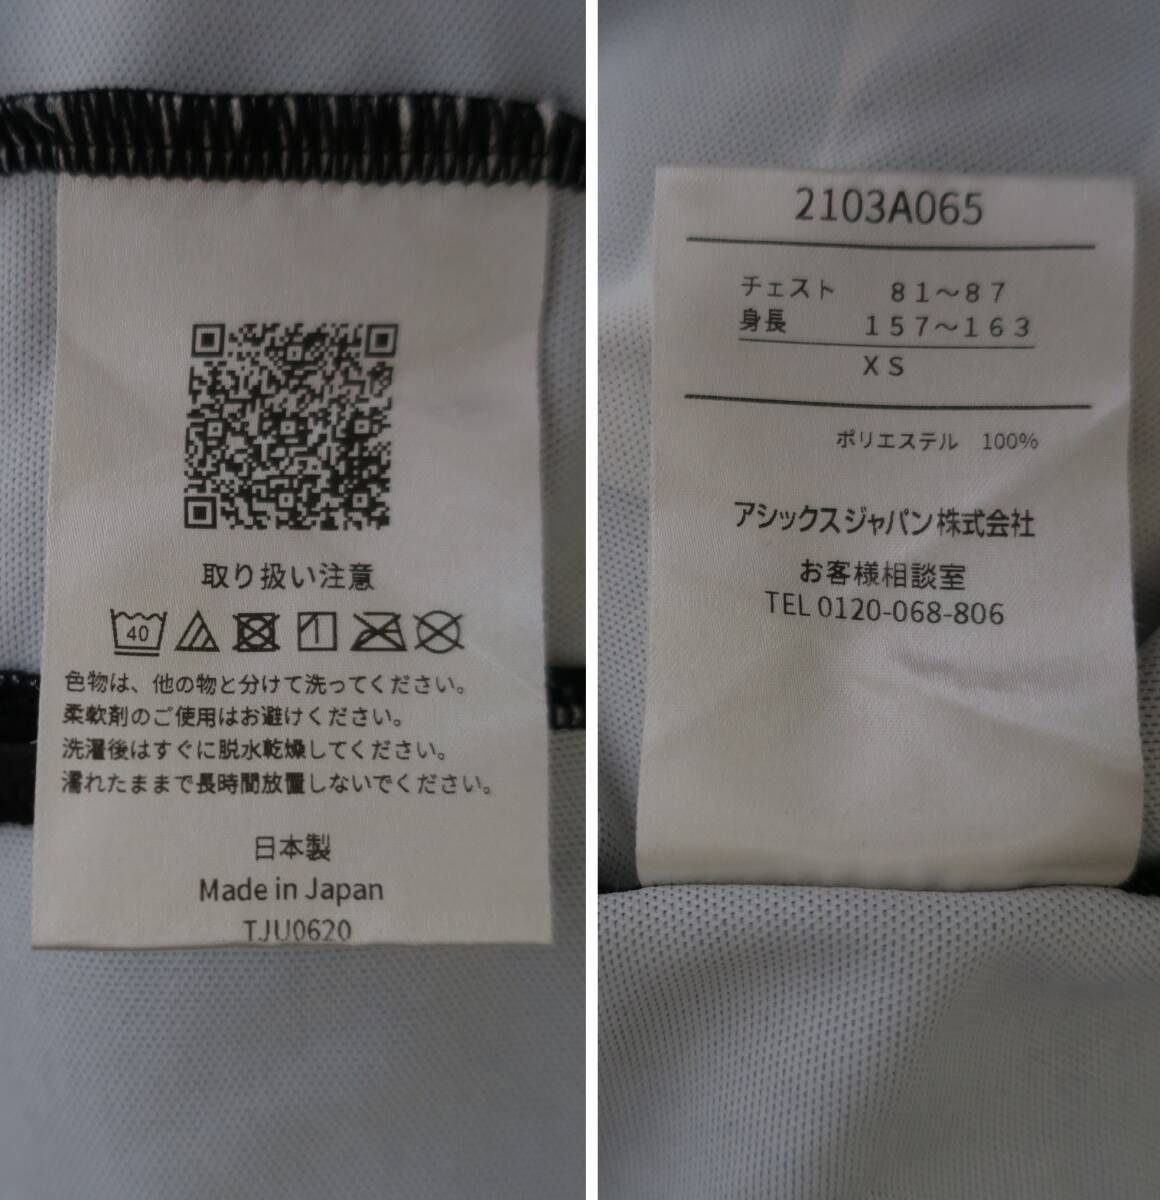 取り扱い注意
40
色物は、他の物と分けて洗ってください。
柔軟剤のご使用はお避けください。
洗濯後はすぐに脱水乾燥してください。
濡れたままで長時間放置しないでください。
日本製
Made in Japan
TJU0620
2103A065
チェスト 81～87
身長 157～163
XS
ポリエステル 100%
アシックスジャパン株式会社
お客様相談室
TEL 0120-068-806